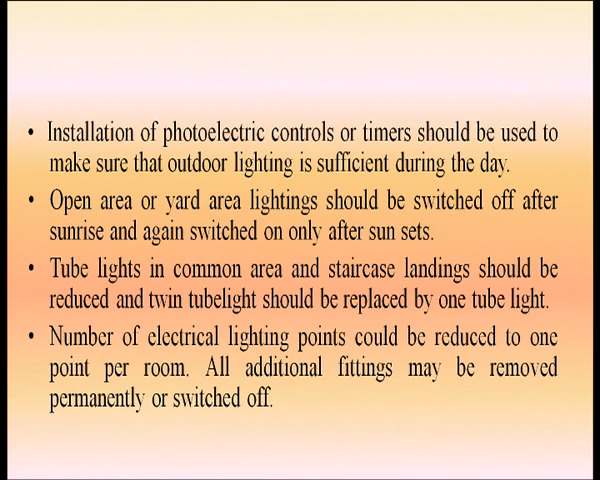 • Installation of photoelectric controls or timers should be used to
make sure that outdoor lighting is sufficient during the day.
• Open area or yard area lightings should be switched off after
sunrise and again switched on only after sun sets.
• Tube lights in common area and staircase landings should be
reduced and twin tubelight should be replaced by one tube light.
• Number of electrical lighting points could be reduced to one
point per room. All additional fittings may be removed
permanently or switched off.